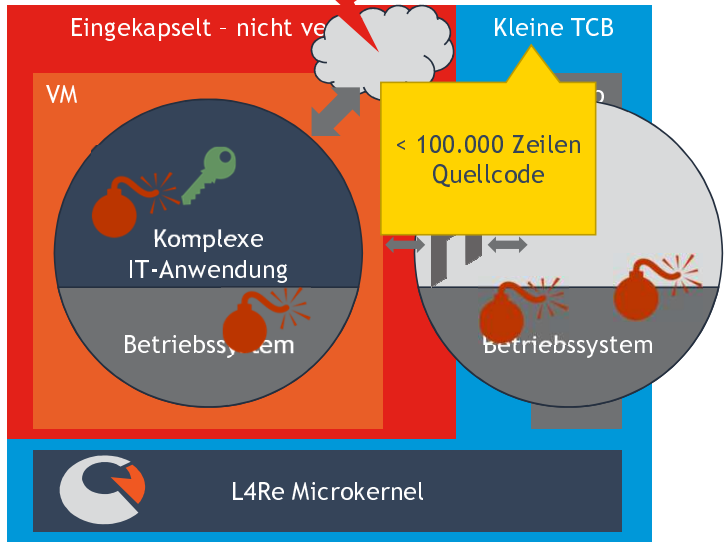 Eingekapselt – nicht ve
Kleine TCB
VM
< 100.000 Zeilen
Quellcode
Komplexe
IT-Anwendung
Betriebssystem
Betriebssystem
L4Re Microkernel